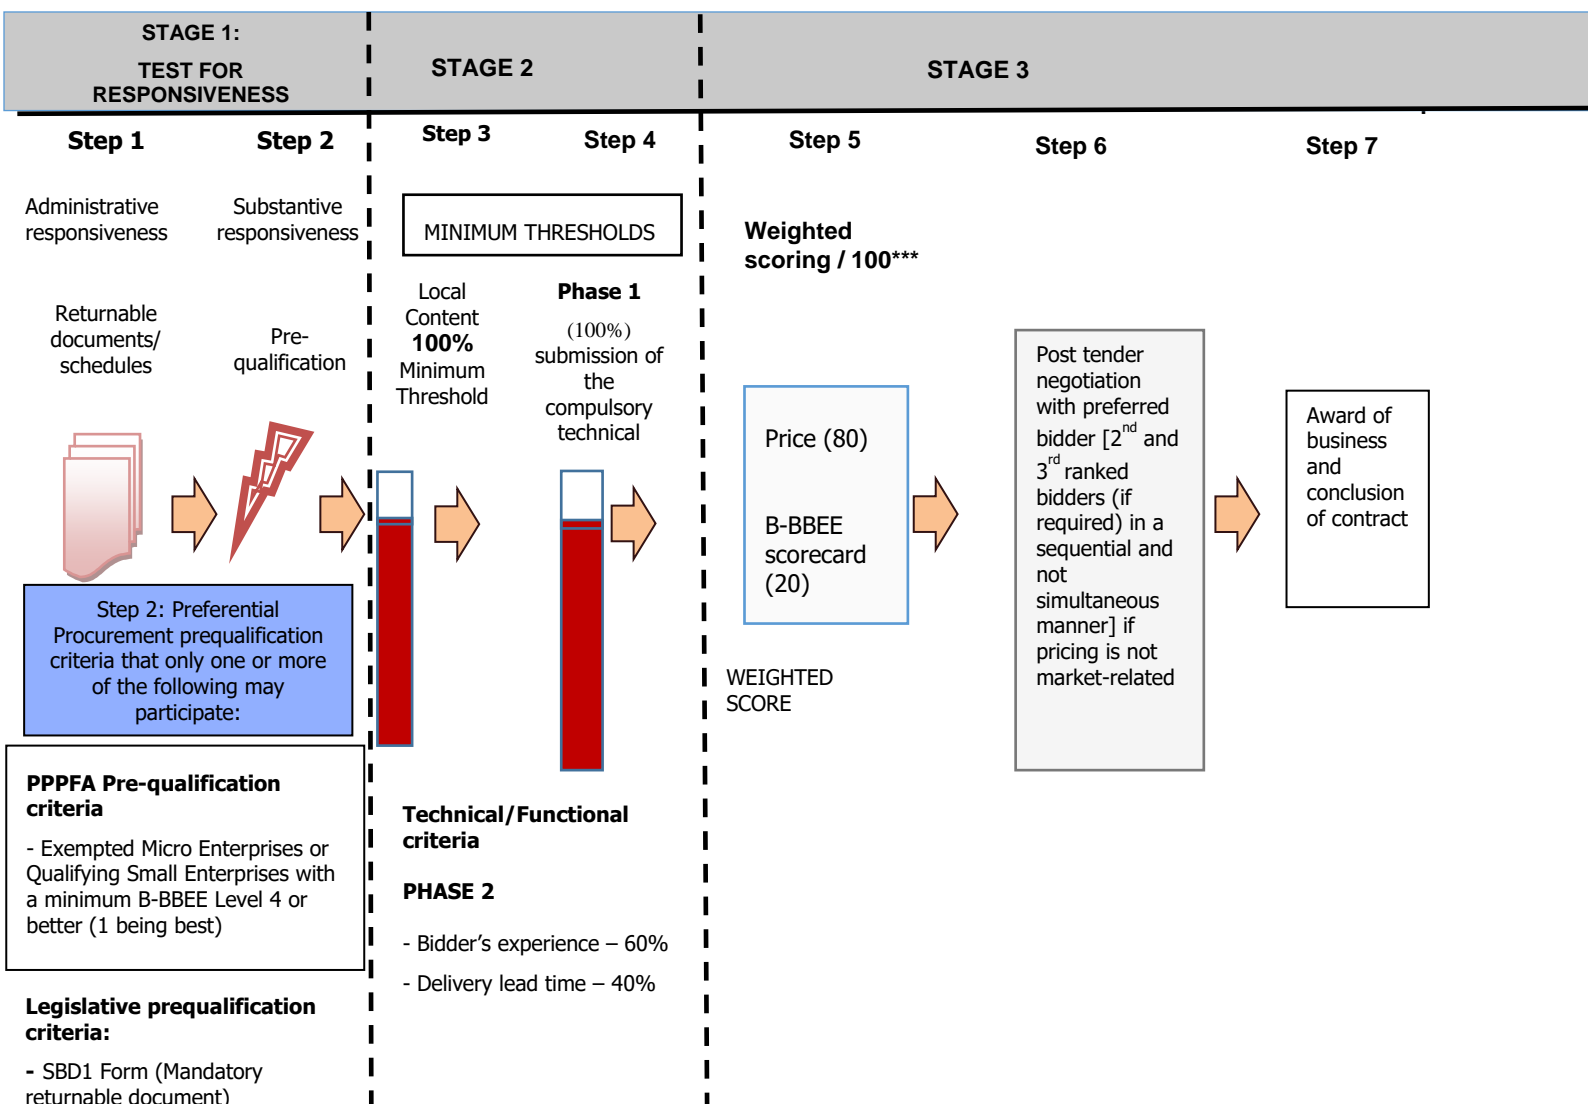 STAGE 1:
TEST FOR
RESPONSIVENESS
STAGE 2
STAGE 3
Step 1
Step 2
Step 3
Step 4
Step 5
Step 6
Step 7
Administrative
responsiveness
Substantive
responsiveness
MINIMUM THRESHOLDS
Weighted
scoring / 100***
Returnable
documents/
schedules
Pre-
qualification
Local
Content
100%
Minimum
Threshold
Phase 1
(100%)
submission of
the
compulsory
technical
Price (80)
B-BBEE
scorecard
(20)
WEIGHTED
SCORE
Post tender
negotiation
with preferred
bidder [2nd and
3rd ranked
bidders (if
required) in a
sequential and
not
simultaneous
manner] if
pricing is not
market-related
Award of
business
and
conclusion
of contract
Step 2: Preferential
Procurement prequalification
criteria that only one or more
of the following may
participate:
PPPFA Pre-qualification
criteria
- Exempted Micro Enterprises or
Qualifying Small Enterprises with
a minimum B-BBEE Level 4 or
better (1 being best)
Legislative prequalification
criteria:
- SBD1 Form (Mandatory
returnable document)
Technical/Functional
criteria
PHASE 2
- Bidder’s experience – 60%
- Delivery lead time – 40%